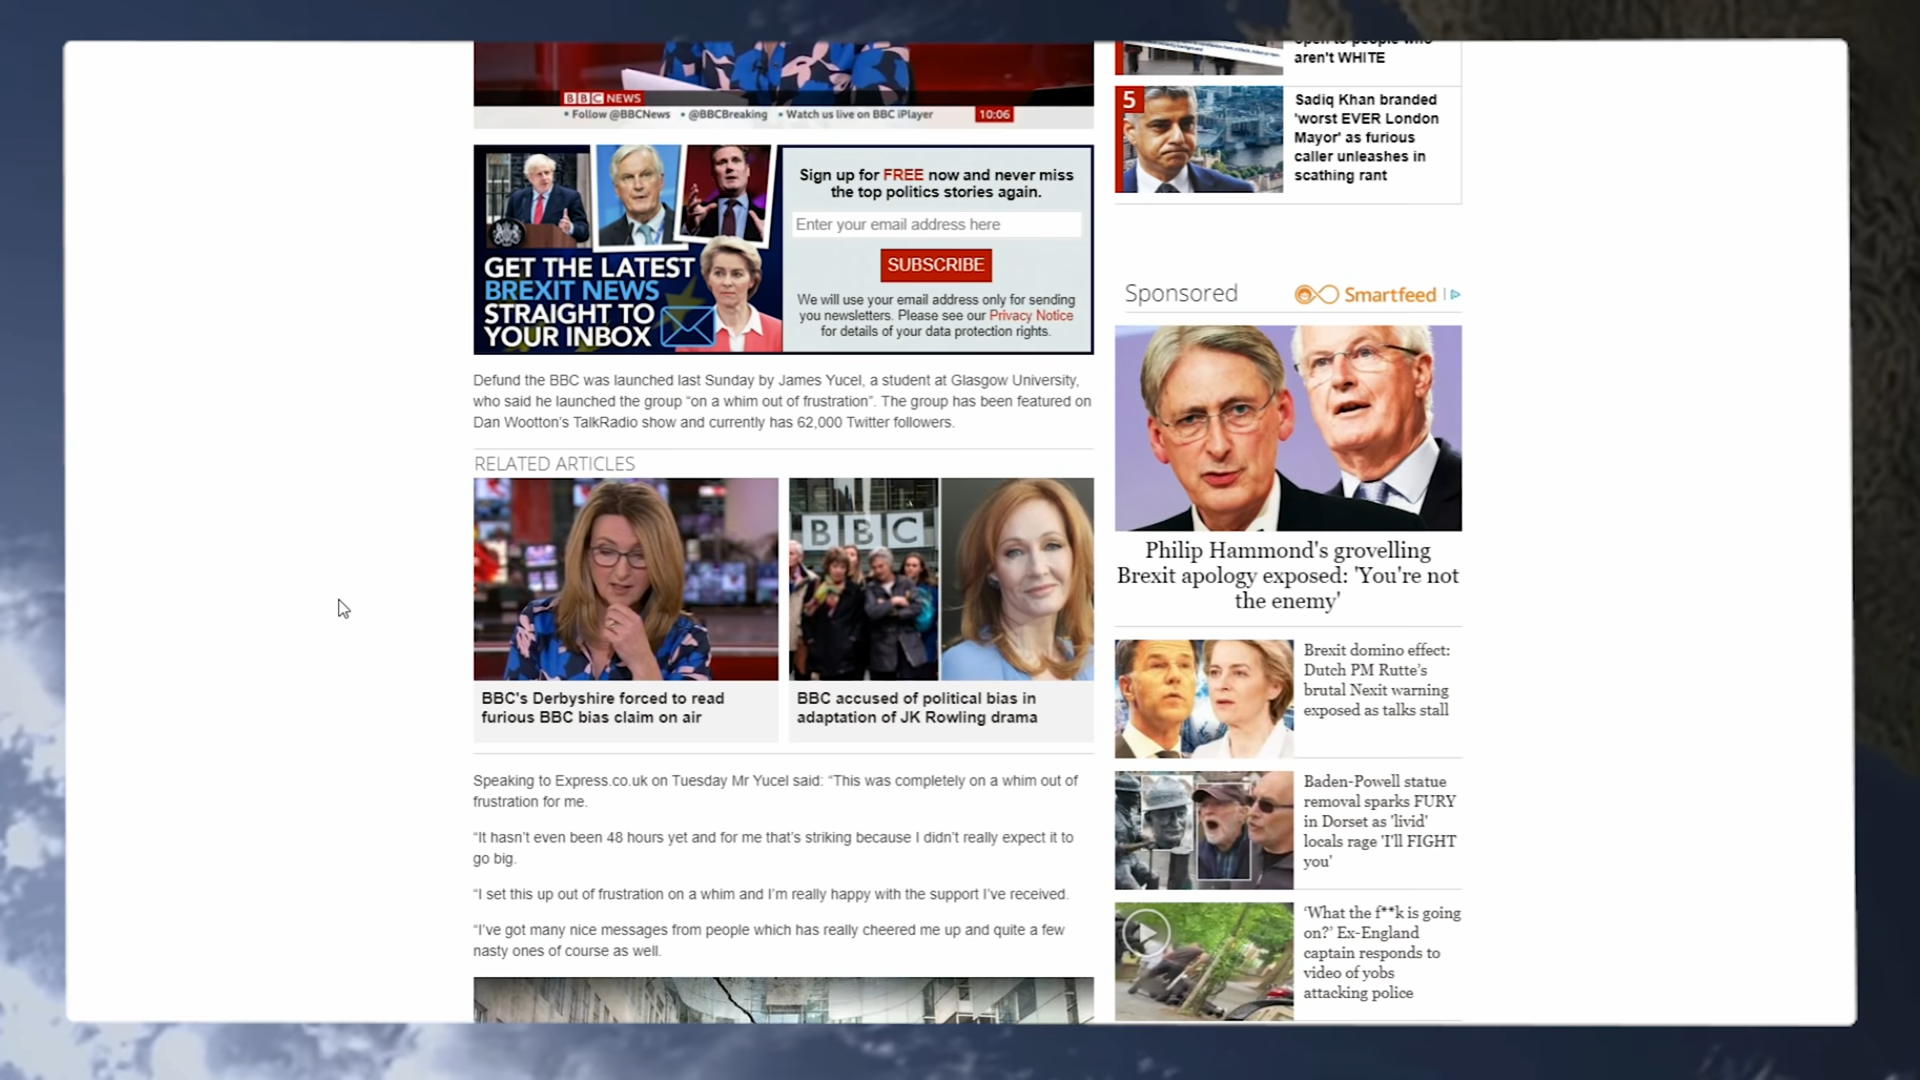 BBC NEWS
• Follow @BBCNews • @BBCBreaking • Watch us live on BBC iPlayer
10:06
GET THE LATEST
BREXIT NEWS
STRAIGHT TO
YOUR INBOX
Sign up for FREE now and never miss
the top politics stories again.
Enter your email address here
SUBSCRIBE
We will use your email address only for sending
you newsletters. Please see our Privacy Notice
for details of your data protection rights.
Defund the BBC was launched last Sunday by James Yucel, a student at Glasgow University,
who said he launched the group “on a whim out of frustration”. The group has been featured on
Dan Wootton’s TalkRadio show and currently has 62,000 Twitter followers.
RELATED ARTICLES
BBC
BBC's Derbyshire forced to read
furious BBC bias claim on air
BBC accused of political bias in
adaptation of JK Rowling drama
Speaking to Express.co.uk on Tuesday Mr Yucel said: “This was completely on a whim out of
frustration for me.
“It hasn’t even been 48 hours yet and for me that’s striking because I didn’t really expect it to
go big.
“I set this up out of frustration on a whim and I’m really happy with the support I’ve received.
“I’ve got many nice messages from people which has really cheered me up and quite a few
nasty ones of course as well.
open to people who
aren't WHITE
5
Sadiq Khan branded
'worst EVER London
Mayor' as furious
caller unleashes in
scathing rant
Sponsored
Smartfeed
Philip Hammond's grovelling
Brexit apology exposed: 'You're not
the enemy'
Brexit domino effect:
Dutch PM Rutte’s
brutal Nexit warning
exposed as talks stall
Baden-Powell statue
removal sparks FURY
in Dorset as 'livid'
locals rage 'I'll FIGHT
you'
‘What the f**k is going
on?’ Ex-England
captain responds to
video of yobs
attacking police